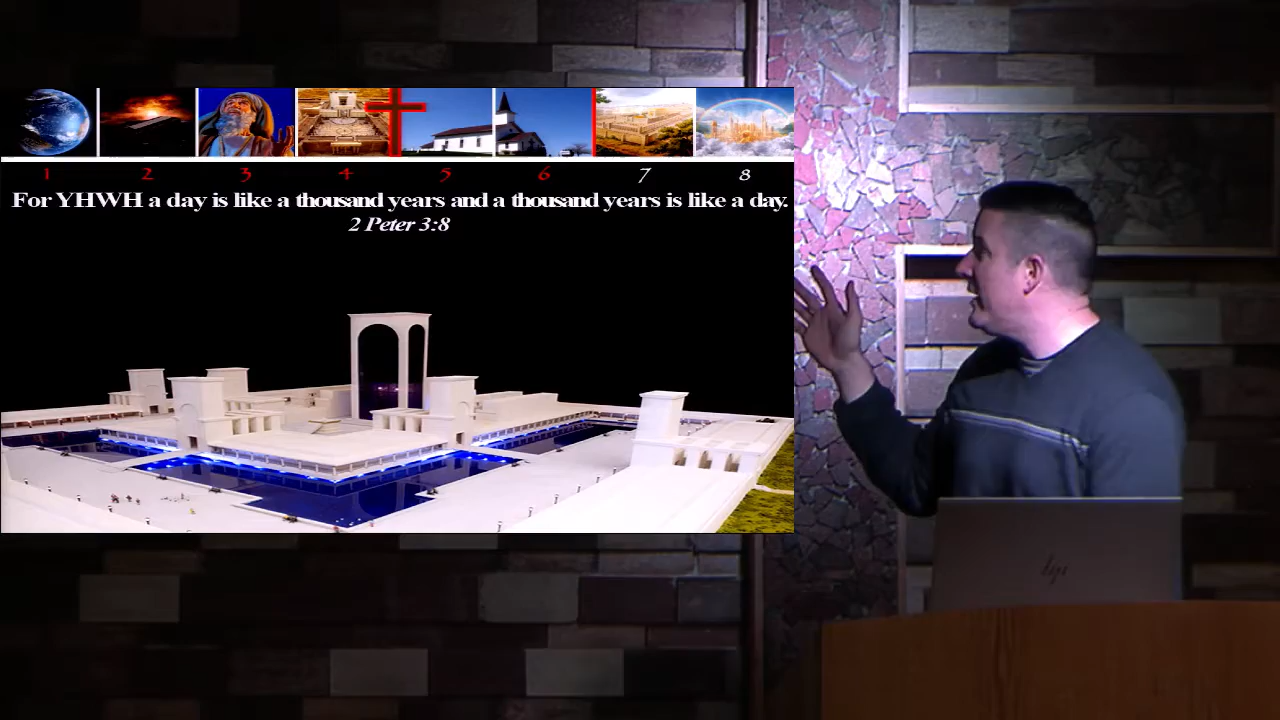 1 2 3 4 5 6 7 8
For YHWH a day is like a thousand years and a thousand years is like a day.
2 Peter 3:8
hp